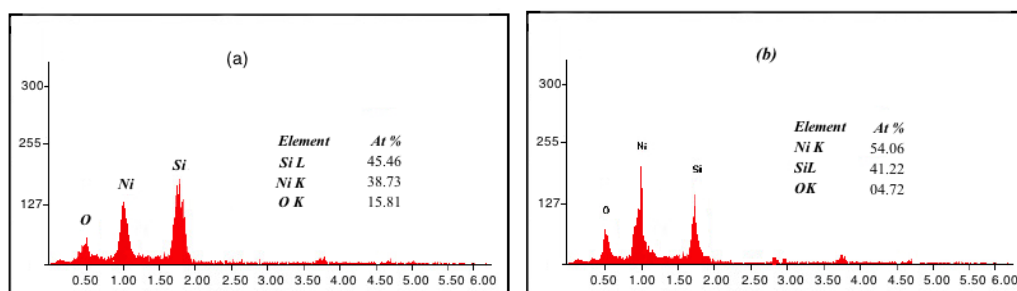 (a)
300
255
127
O
Ni
Si
Element At %
Si L 45.46
Ni K 38.73
O K 15.81
0.50 1.00 1.50 2.00 2.50 3.00 3.50 4.00 4.50 5.00 5.50 6.00
(b)
300
255
127
O
Ni
Si
Element At %
Ni K 54.06
SiL 41.22
OK 04.72
0.50 1.00 1.50 2.00 2.50 3.00 3.50 4.00 4.50 5.00 5.50 6.00